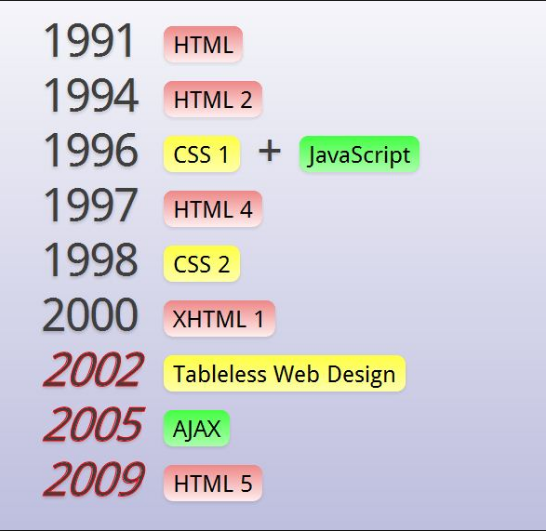 1991 HTML
1994 HTML 2
1996 CSS 1 + JavaScript
1997 HTML 4
1998 CSS 2
2000 XHTML 1
2002 Tableless Web Design
2005 AJAX
2009 HTML 5